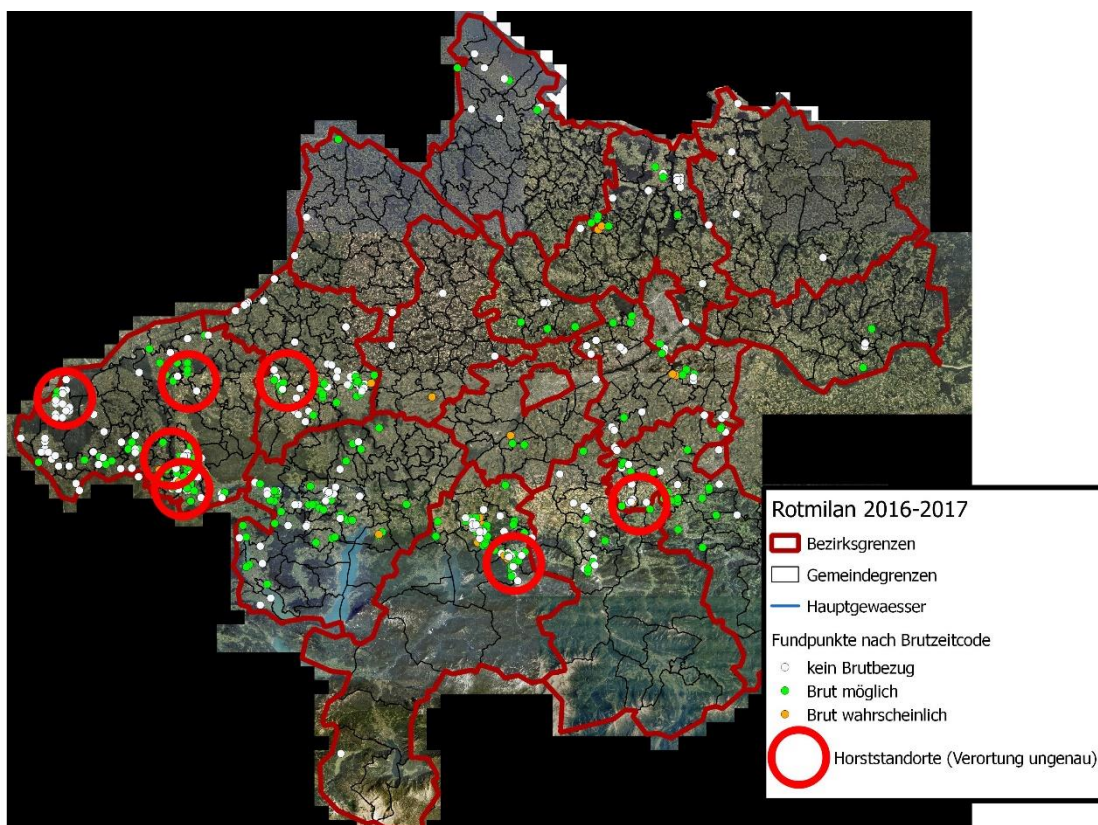 Rotmilan 2016-2017
Bezirksgrenzen
Gemeindegrenzen
Hauptgewaesser
Fundpunkte nach Brutzeitcode
kein Brutbezug
Brut möglich
Brut wahrscheinlich
Horststandorte (Verortung ungenau)